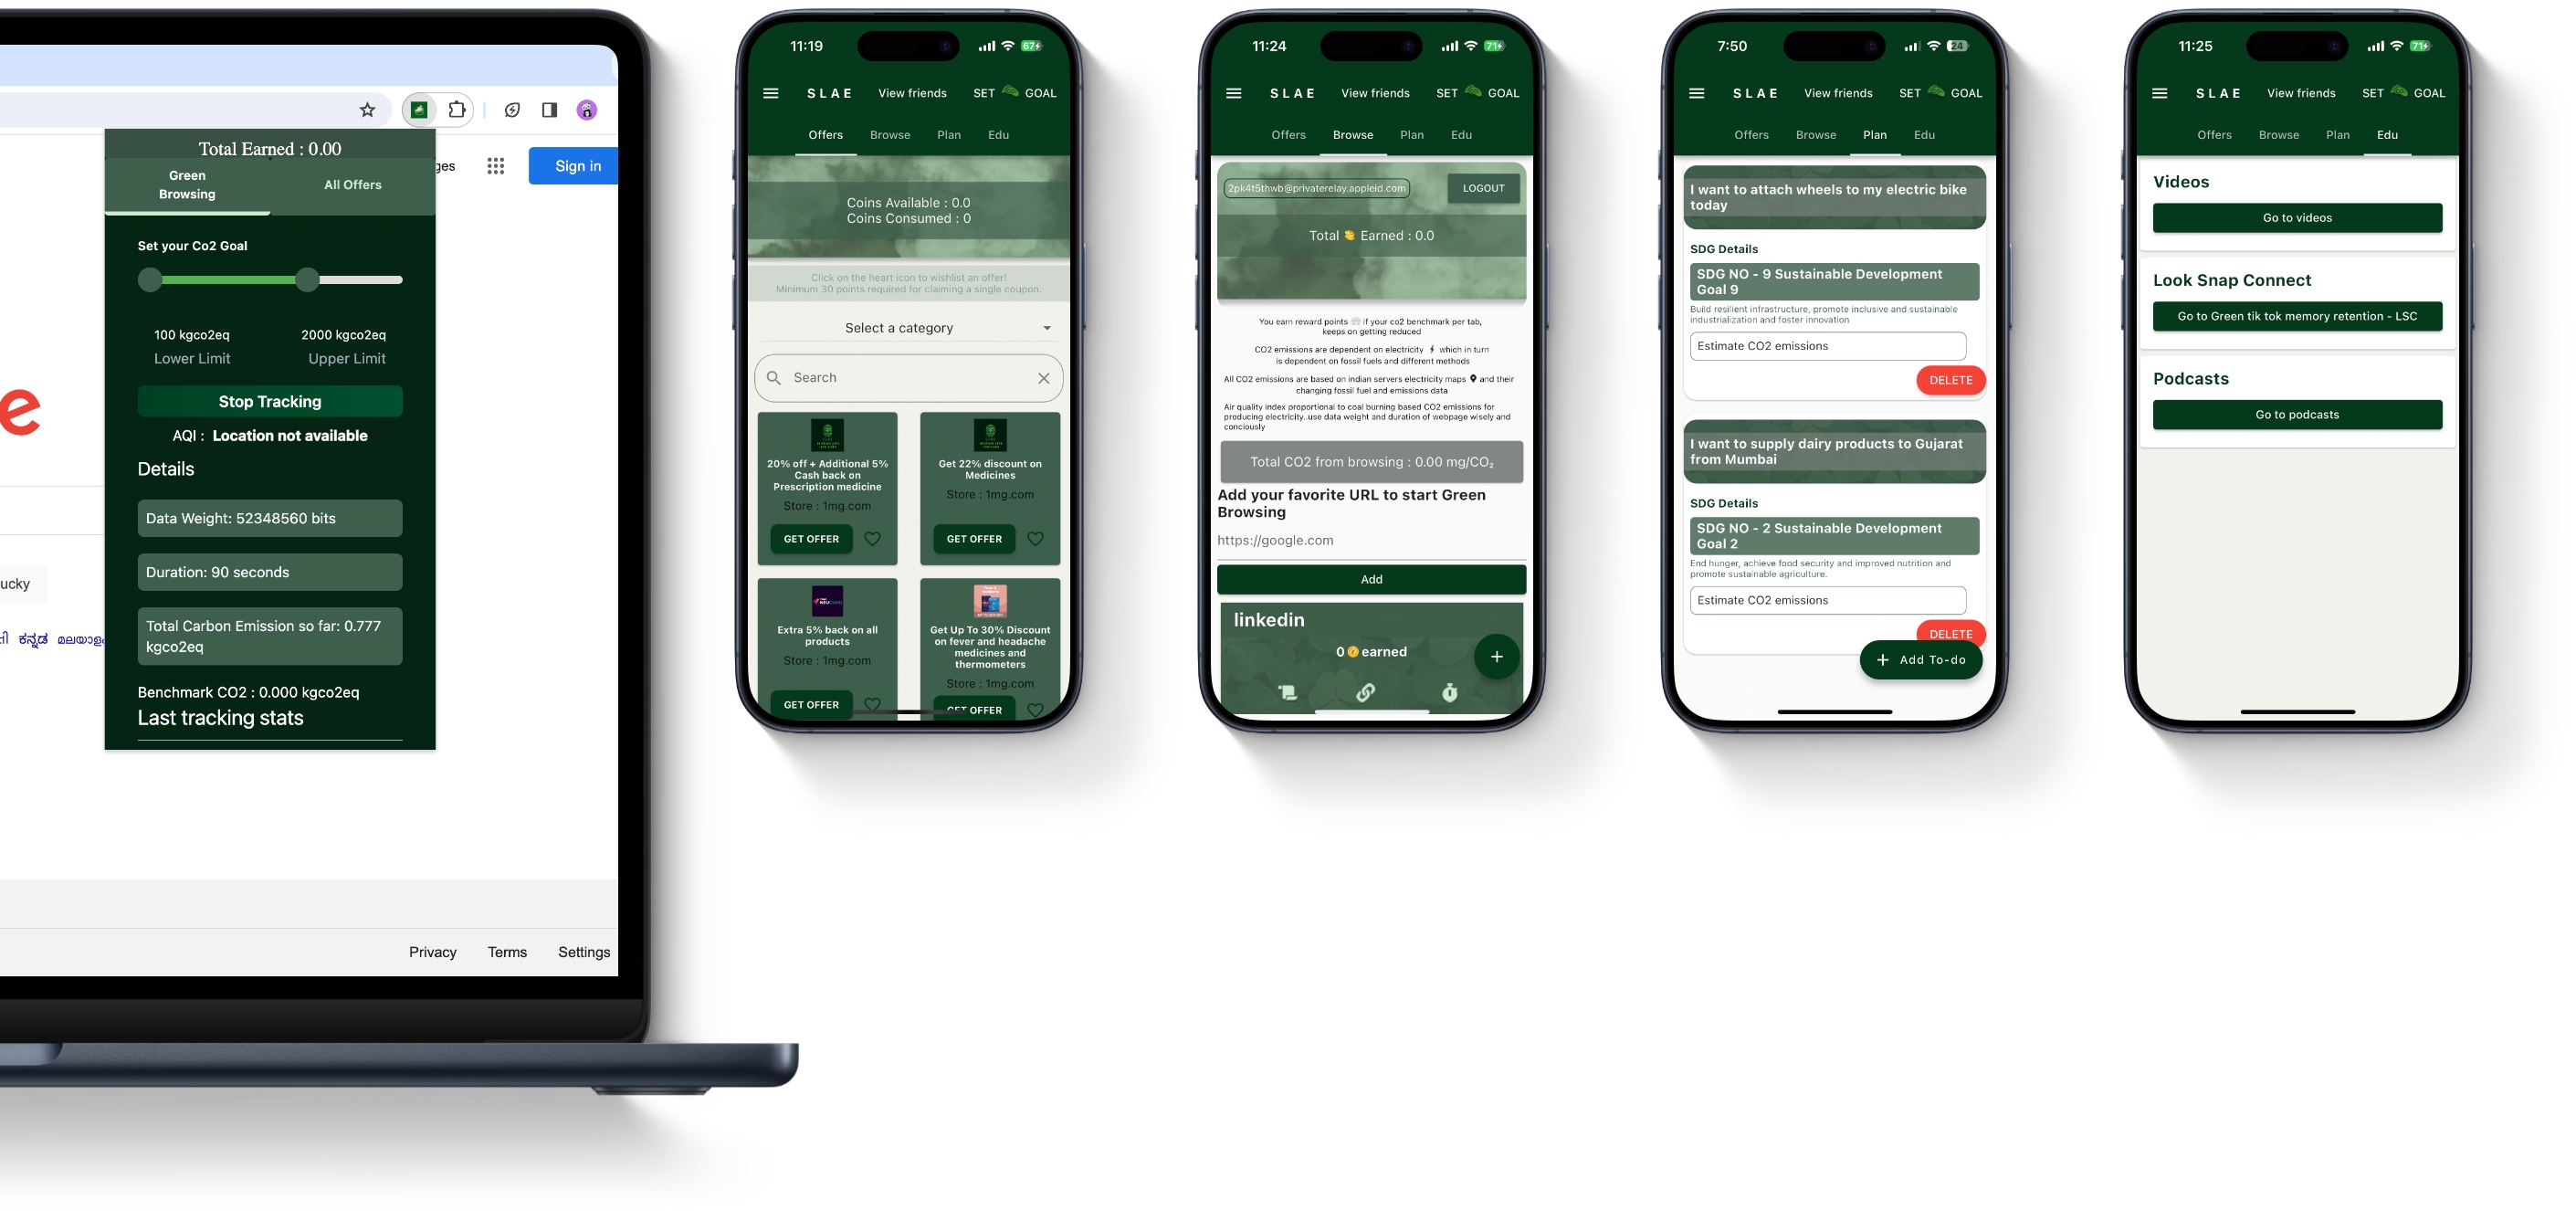 Total Earned : 0.00
Green
Browsing
All Offers
ges
Sign in
Set your Co2 Goal
100 kgco2eq
2000 kgco2eq
Lower Limit
Upper Limit
Stop Tracking
AQI : Location not available
Details
Data Weight: 52348560 bits
Duration: 90 seconds
Total Carbon Emission so far: 0.777
kgco2eq
Benchmark CO2 : 0.000 kgco2eq
Last tracking stats
e
ucky
ಕನ್ನಡ
Privacy Terms Settings
11:19
67
SLAE View friends SET GOAL
Offers Browse Plan Edu
Coins Available : 0.0
Coins Consumed : 0
Click on the heart icon to wishlist an offer!
Minimum 30 points required for claiming a single coupon.
Select a category
Search
20% off + Additional 5%
Cash back on
Prescription medicine
Store : 1mg.com
GET OFFER
Get 22% discount on
Medicines
Store : 1mg.com
GET OFFER
Extra 5% back on all
products
Store : 1mg.com
GET OFFER
Get Up To 30% Discount
on fever and headache
medicines and
thermometers
Store : 1mg.com
GET OFFER
11:24
71
SLAE View friends SET GOAL
Offers Browse Plan Edu
2pk4t5thwb@privaterelay.appleid.com
LOGOUT
Total Earned : 0.0
You earn reward points if your co2 benchmark per tab,
keeps on getting reduced
CO2 emissions are dependent on electricity which in turn
is dependent on fossil fuels and different methods
All CO2 emissions are based on indian servers electricity maps and their
changing fossil fuel and emissions data
Air quality index proportional to coal burning based CO2 emissions for
producing electricity..use data weight and duration of webpage wisely and
conciously
Total CO2 from browsing : 0.00 mg/CO₂
Add your favorite URL to start Green
Browsing
https://google.com
Add
linkedin
0 earned
+
7:50
24
SLAE View friends SET GOAL
Offers Browse Plan Edu
I want to attach wheels to my electric bike
today
SDG Details
SDG NO - 9 Sustainable Development
Goal 9
Build resilient infrastructure, promote inclusive and sustainable
industrialization and foster innovation
Estimate CO2 emissions
DELETE
I want to supply dairy products to Gujarat
from Mumbai
SDG Details
SDG NO - 2 Sustainable Development
Goal 2
End hunger, achieve food security and improved nutrition and
promote sustainable agriculture.
Estimate CO2 emissions
DELETE
+ Add To-do
11:25
71
SLAE View friends SET GOAL
Offers Browse Plan Edu
Videos
Go to videos
Look Snap Connect
Go to Green tik tok memory retention - LSC
Podcasts
Go to podcasts